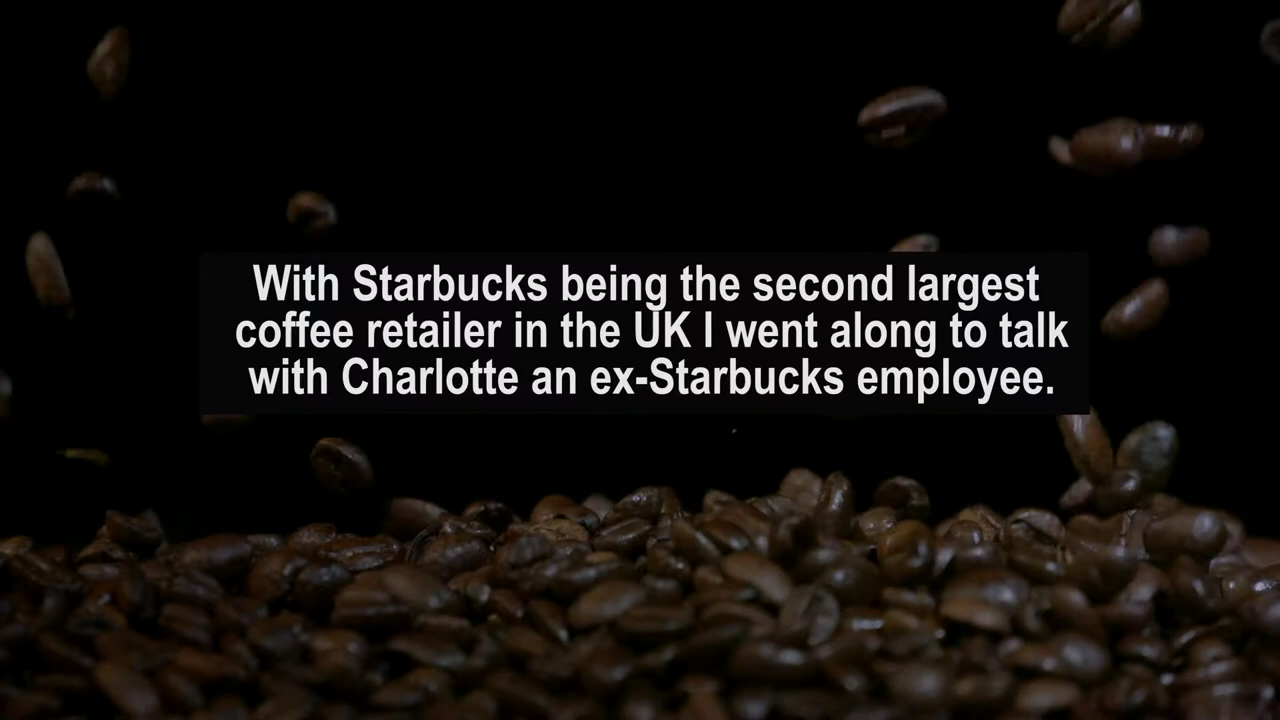 With Starbucks being the second largest
coffee retailer in the UK I went along to talk
with Charlotte an ex-Starbucks employee.